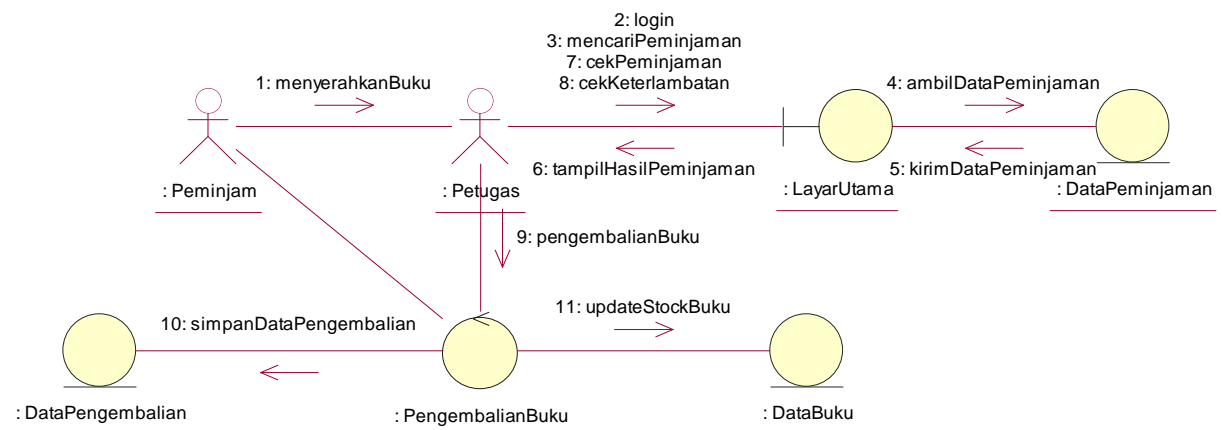 2: login
3: mencariPeminjaman
7: cekPeminjaman
8: cekKeterlambatan
1: menyerahkanBuku
4: ambilDataPeminjaman
6: tampilHasilPeminjaman
5: kirimDataPeminjaman
: Peminjam
: Petugas
: LayarUtama
: DataPeminjaman
9: pengembalianBuku
10: simpanDataPengembalian
11: updateStockBuku
: DataPengembalian
: PengembalianBuku
: DataBuku